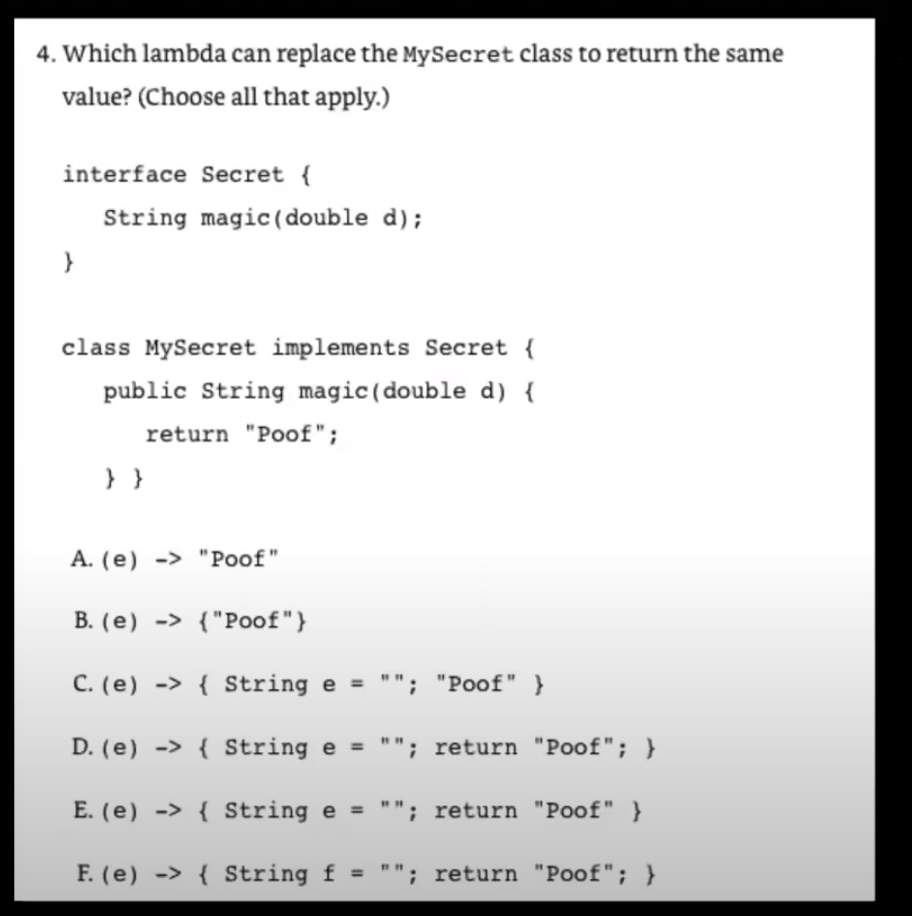 4. Which lambda can replace the MySecret class to return the same
value? (Choose all that apply.)
interface Secret {
String magic(double d);
}
class MySecret implements Secret {
public String magic(double d) {
return "Poof";
} }
A. (e) -> "Poof"
B. (e) -> {"Poof"}
C. (e) -> { String e = ""; "Poof" }
D. (e) -> { String e = ""; return "Poof"; }
E. (e) -> { String e = ""; return "Poof" }
F. (e) -> { String f = ""; return "Poof"; }